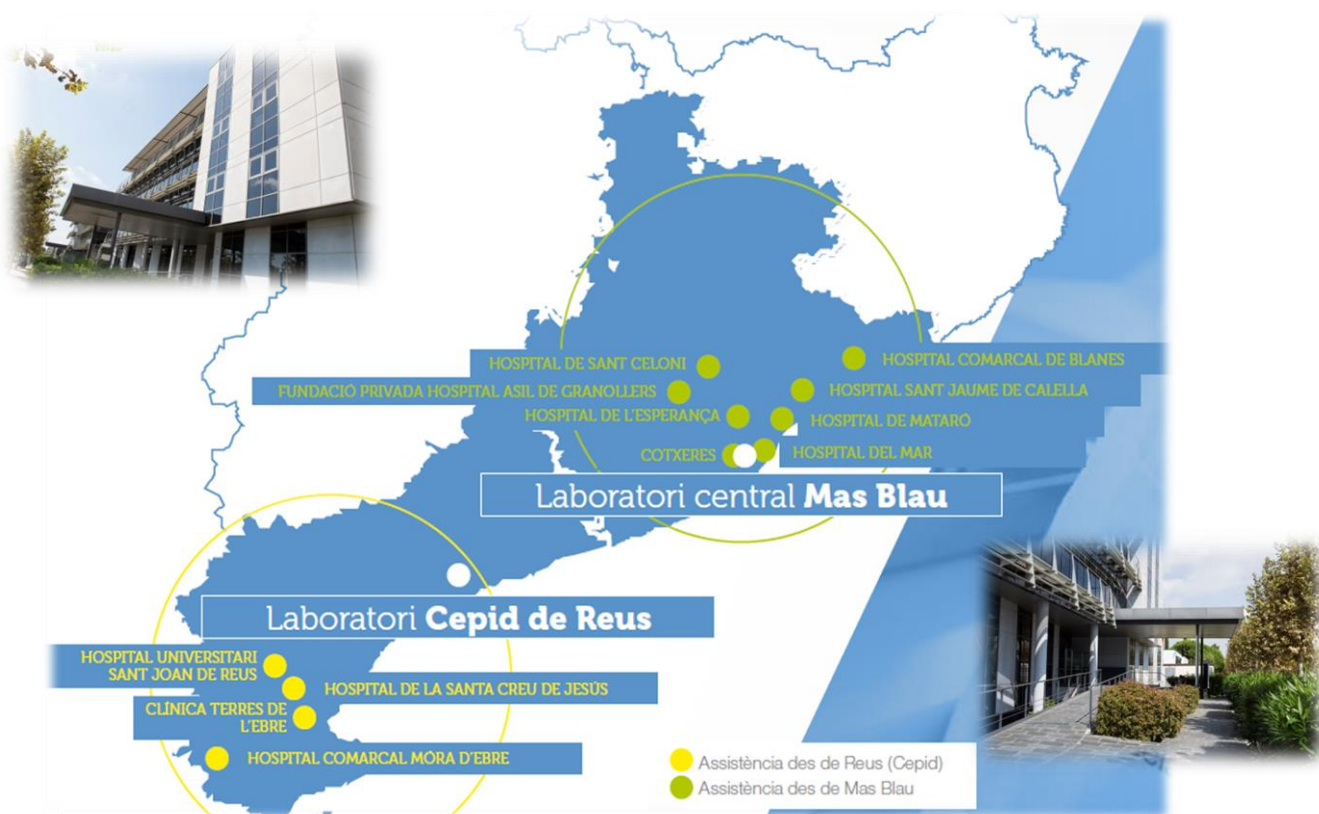 HOSPITAL DE SANT CELONI
HOSPITAL COMARCAL DE BLANES
FUNDACIÓ PRIVADA HOSPITAL ASIL DE GRANOLLERS
HOSPITAL SANT JAUME DE CALELLA
HOSPITAL DE L'ESPERANÇA
HOSPITAL DE MATARÓ
COTXERES
HOSPITAL DEL MAR
Laboratori central Mas Blau
Laboratori Cepid de Reus
HOSPITAL UNIVERSITARI
SANT JOAN DE REUS
HOSPITAL DE LA SANTA CREU DE JESÚS
CLÍNICA TERRES DE
L'EBRE
HOSPITAL COMARCAL MÓRA D'EBRE
Assistència des de Reus (Cepid)
Assistència des de Mas Blau